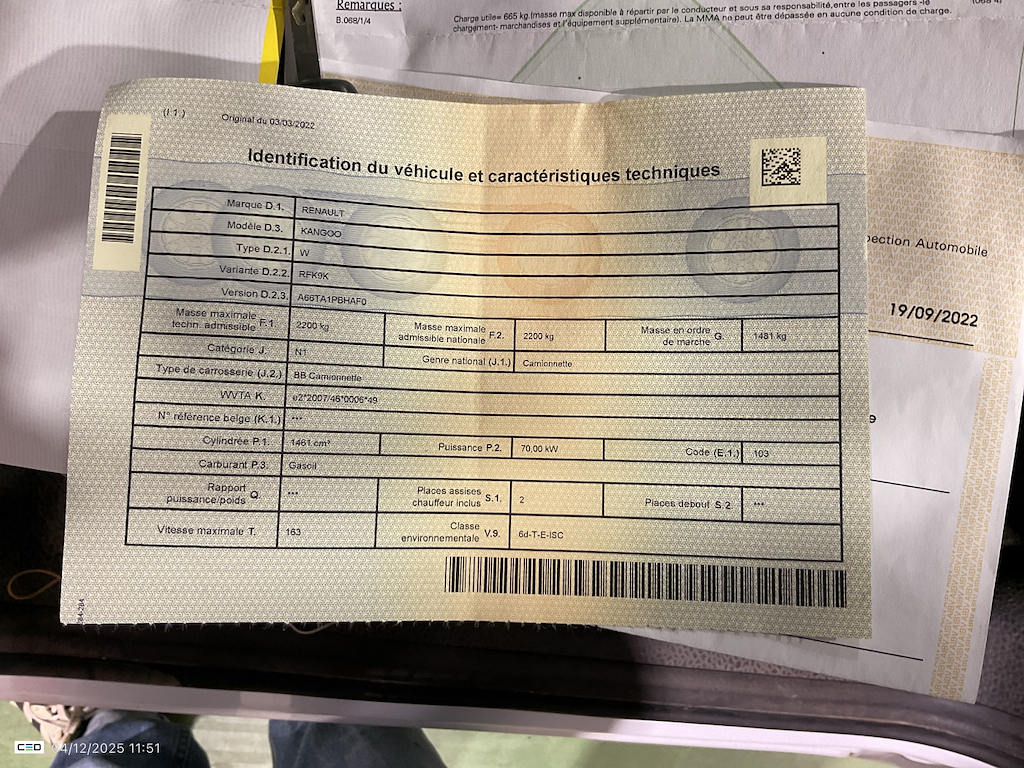 Remarques :
B.068/1/4
Charge utile= 665 kg.(masse max disponible à répartir par le conducteur et sous sa responsabilité,entre les passagers -le
chargement- marchandises et l'équipement supplémentaire). La MMA ne peut être dépassée en aucune condition de charge.
(I 1.) Original du 03/03/2022
Identification du véhicule et caractéristiques techniques
Marque D.1. RENAULT
Modèle D.3. KANGOO
Type D.2.1. W
Variante D.2.2. RFK9K
Version D.2.3. A66TA1PBHAF0
Masse maximale techn. admissible F.1. 2200 kg Masse maximale admissible nationale F.2. 2200 kg Masse en ordre de marche G. 1481 kg
Catégorie J. N1 Genre national (J.1.) Camionnette
Type de carrosserie (J.2.) BB Camionnette
WVTA K. e2*2007/46*0006*49
N° référence belge (K.1.) ***
Cylindrée P.1. 1461 cm³ Puissance P.2. 70,00 kW Code (E.1.) 103
Carburant P.3. Gasoil
Rapport puissance/poids Q. *** Places assises chauffeur inclus S.1. 2 Places debout S.2 ***
Vitesse maximale T. 163 Classe environnementale V.9. 6d-T-E-ISC
pection Automobile
19/09/2022
e
CEO 04/12/2025 11:51